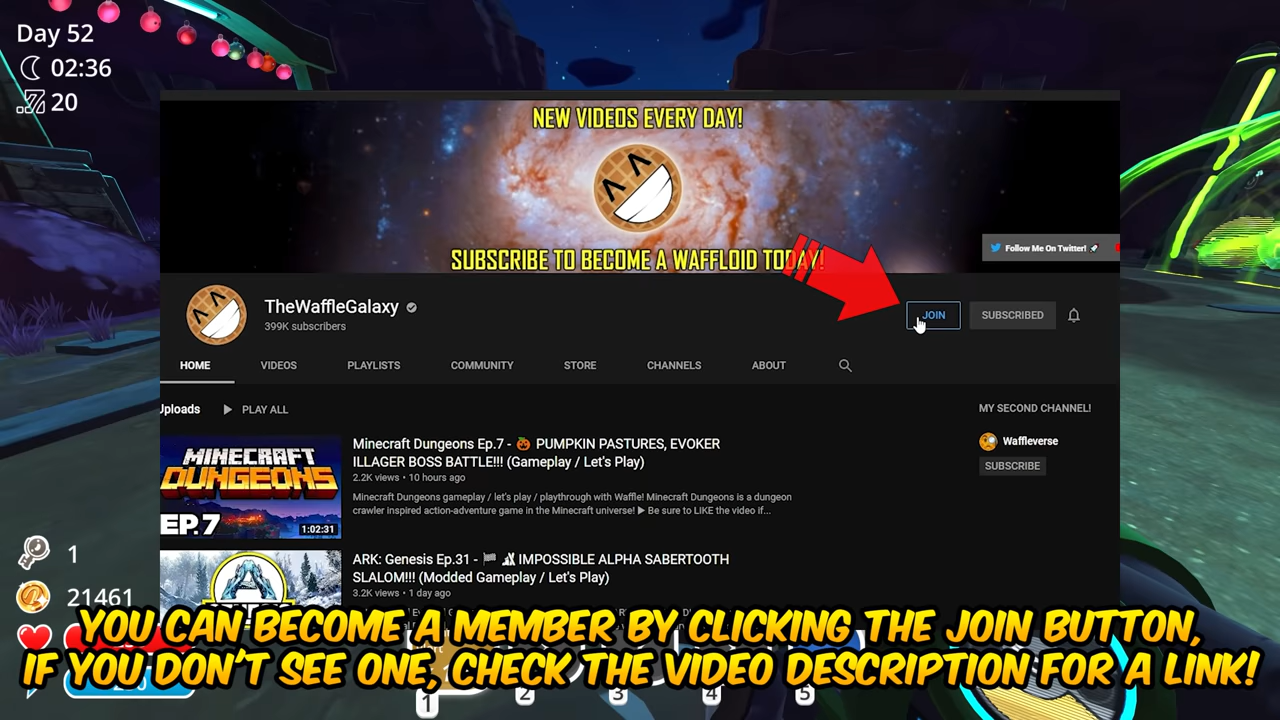 Day 52
02:36
20
NEW VIDEOS EVERY DAY!
SUBSCRIBE TO BECOME A WAFFLOID TODAY!
Follow Me On Twitter!
TheWaffleGalaxy
399K subscribers
JOIN
SUBSCRIBED
HOME VIDEOS PLAYLISTS COMMUNITY STORE CHANNELS ABOUT
Uploads PLAY ALL
MY SECOND CHANNEL!
Waffleverse
SUBSCRIBE
MINECRAFT
DUNGEONS
EP.7
1:02:31
Minecraft Dungeons Ep.7 - 🎃 PUMPKIN PASTURES, EVOKER
ILLAGER BOSS BATTLE!!! (Gameplay / Let's Play)
2.2K views • 10 hours ago
Minecraft Dungeons gameplay / let's play / playthrough with Waffle! Minecraft Dungeons is a dungeon
crawler inspired action-adventure game in the Minecraft universe! ▶ Be sure to LIKE the video if...
ARK: Genesis Ep.31 - IMPOSSIBLE ALPHA SABERTOOTH
SLALOM!!! (Modded Gameplay / Let's Play)
3.2K views • 1 day ago
1
21461
YOU CAN BECOME A MEMBER BY CLICKING THE JOIN BUTTON,
IF YOU DON'T SEE ONE, CHECK THE VIDEO DESCRIPTION FOR A LINK!
1 2 3 4 5